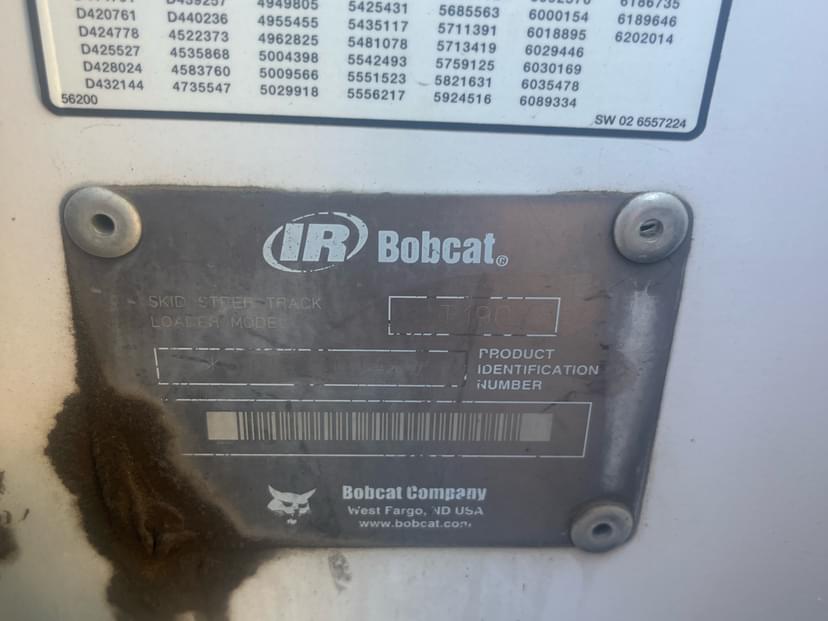 D420761 D440236 4955455 5435117 5711391 6000154 6189646
D424778 4522373 4962825 5481078 5713419 6018895 6202014
D425527 4535868 5004398 5542493 5759125 6029446
D428024 4583760 5009566 5551523 5821631 6030169
D432144 4735547 5029918 5556217 5924516 6035478
6089334
56200
SW 02 6557224
IR Bobcat®
SKID STEER TRACK
LOADER MODEL
T190
PRODUCT
IDENTIFICATION
NUMBER
Bobcat Company
West Fargo, ND USA
www.bobcat.com